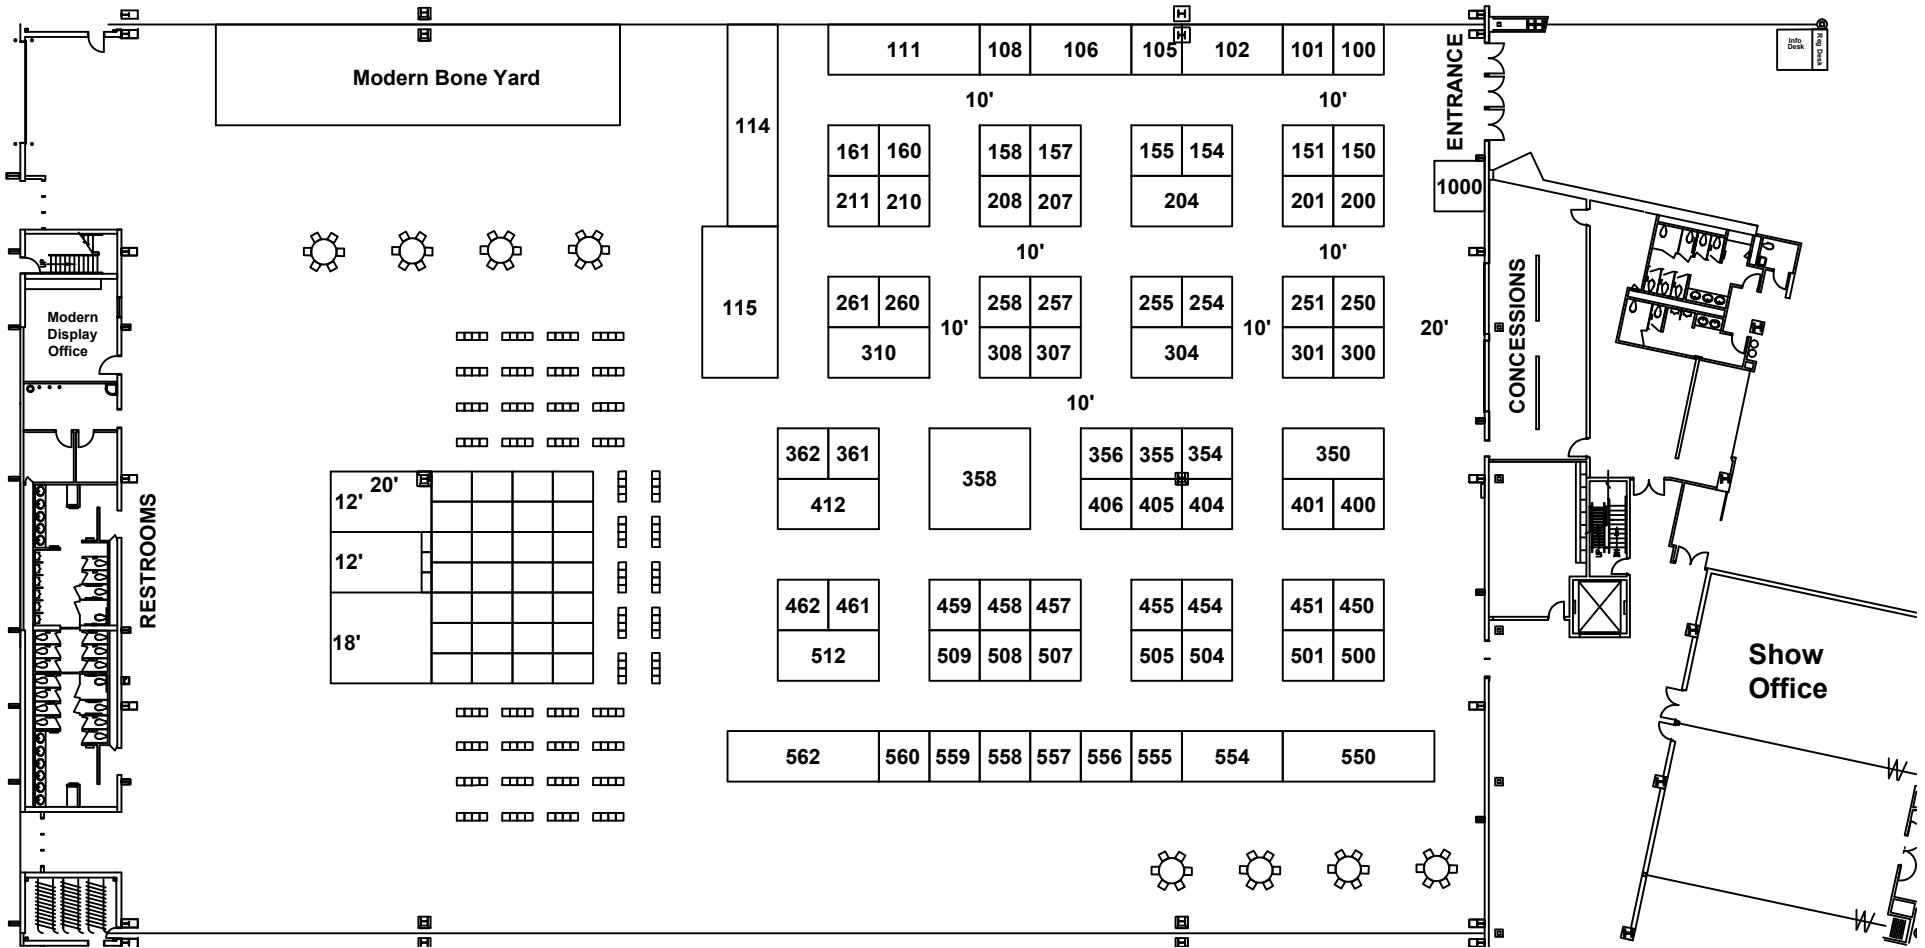 Modern Bone Yard
111 108 106 105 102 101 100
ENTRANCE
Info
Desk
Reg Desk
10' 10'
114
161 160 158 157 155 154 151 150
211 210 208 207 204 201 200
1000
10' 10'
115
261 260 258 257 255 254 251 250
10' 10' 20'
310 308 307 304 301 300
CONCESSIONS
Modern
Display
Office
10'
362 361 358 356 355 354 350
412 406 405 404 401 400
20'
12'
12'
18'
RESTROOMS
462 461 459 458 457 455 454 451 450
512 509 508 507 505 504 501 500
Show
Office
562 560 559 558 557 556 555 554 550